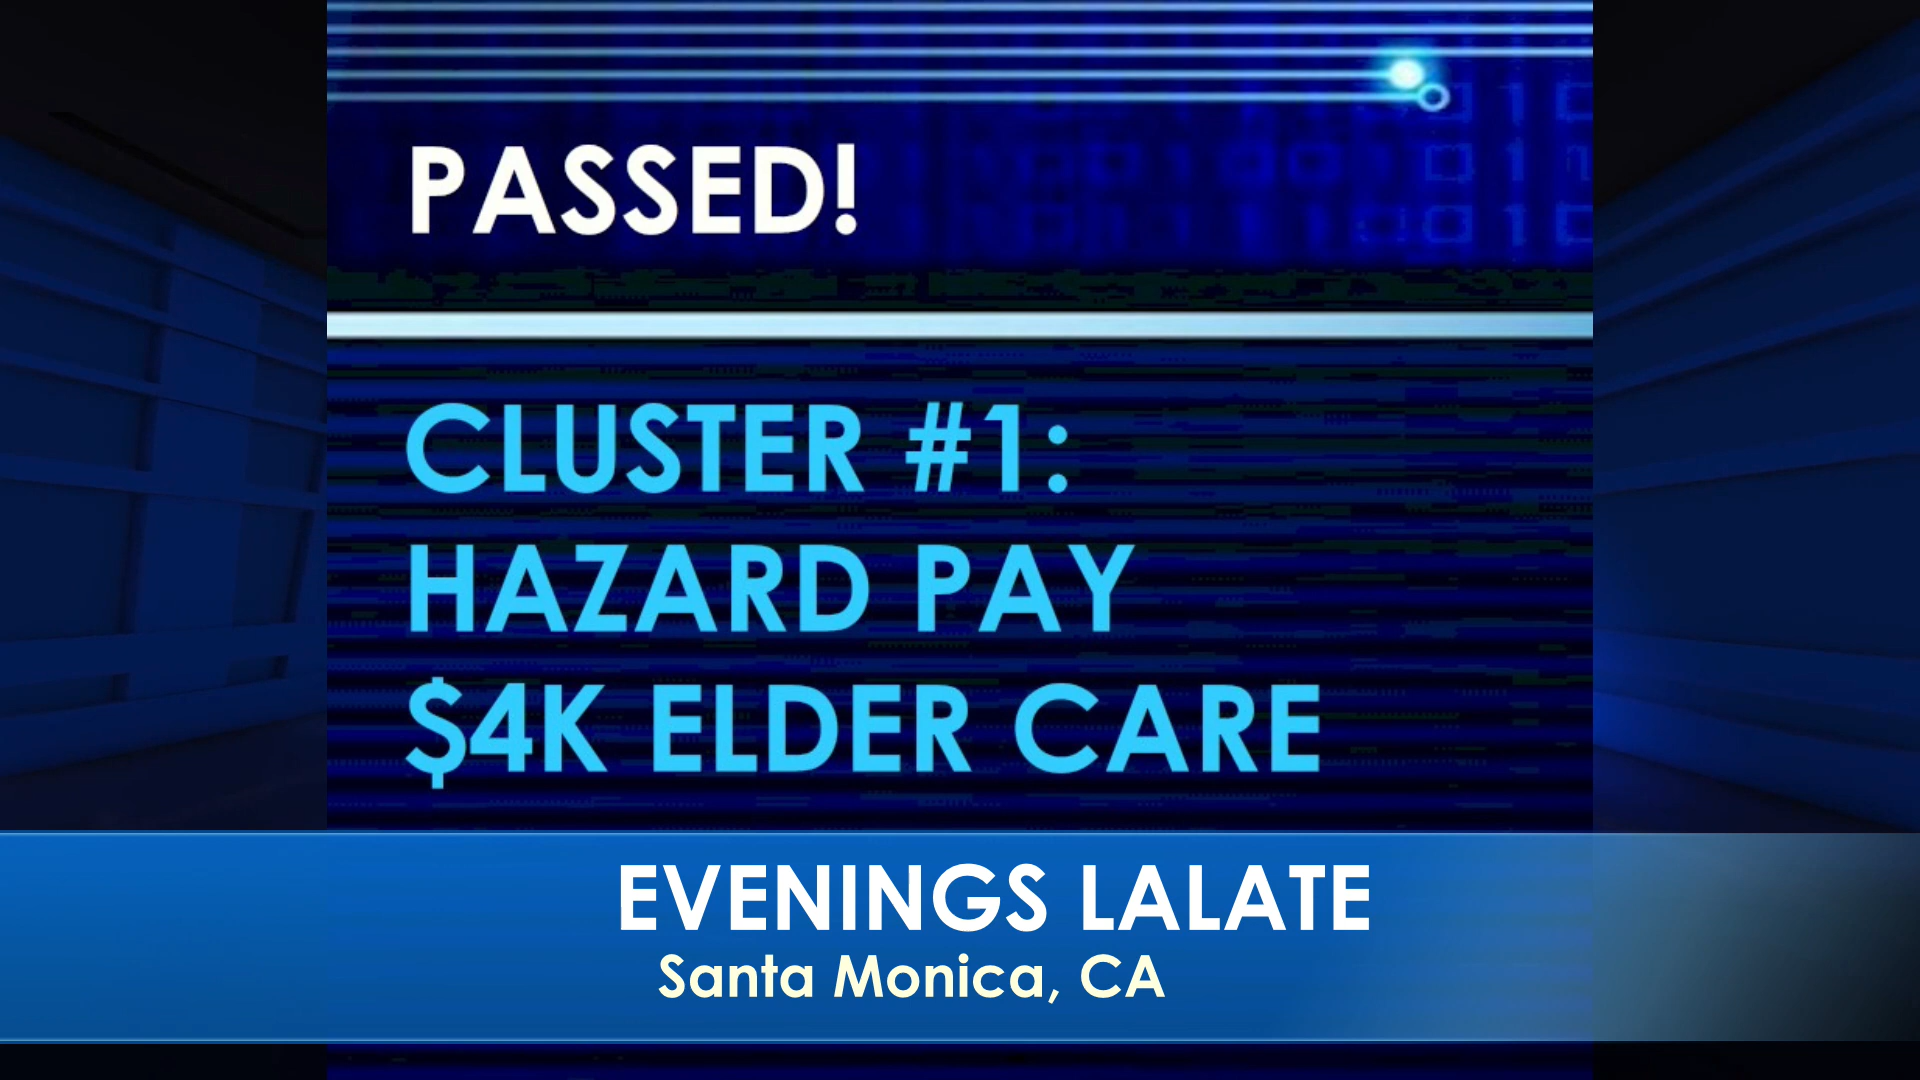 PASSED!
CLUSTER #1:
HAZARD PAY
$4K ELDER CARE
EVENINGS LALATE
Santa Monica, CA